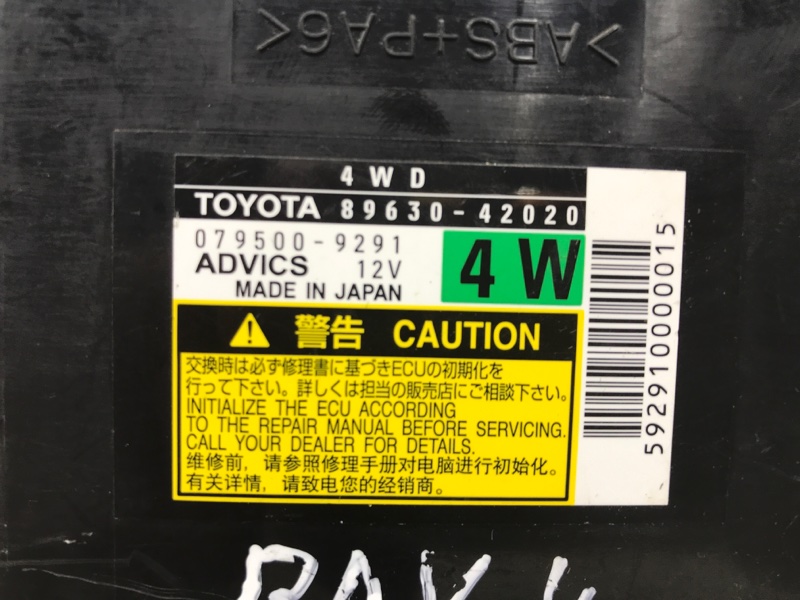 >ABS+PA6<
4WD
TOYOTA 89630-42020
079500-9291
ADVICS 12V
MADE IN JAPAN
4W
警告 CAUTION
交換時は必ず修理書に基づきECUの初期化を
行って下さい。詳しくは担当の販売店にご相談下さい。
INITIALIZE THE ECU ACCORDING
TO THE REPAIR MANUAL BEFORE SERVICING.
CALL YOUR DEALER FOR DETAILS.
维修前，请参照修理手册对电脑进行初始化。
有关详情，请致电您的经销商。
592910000015